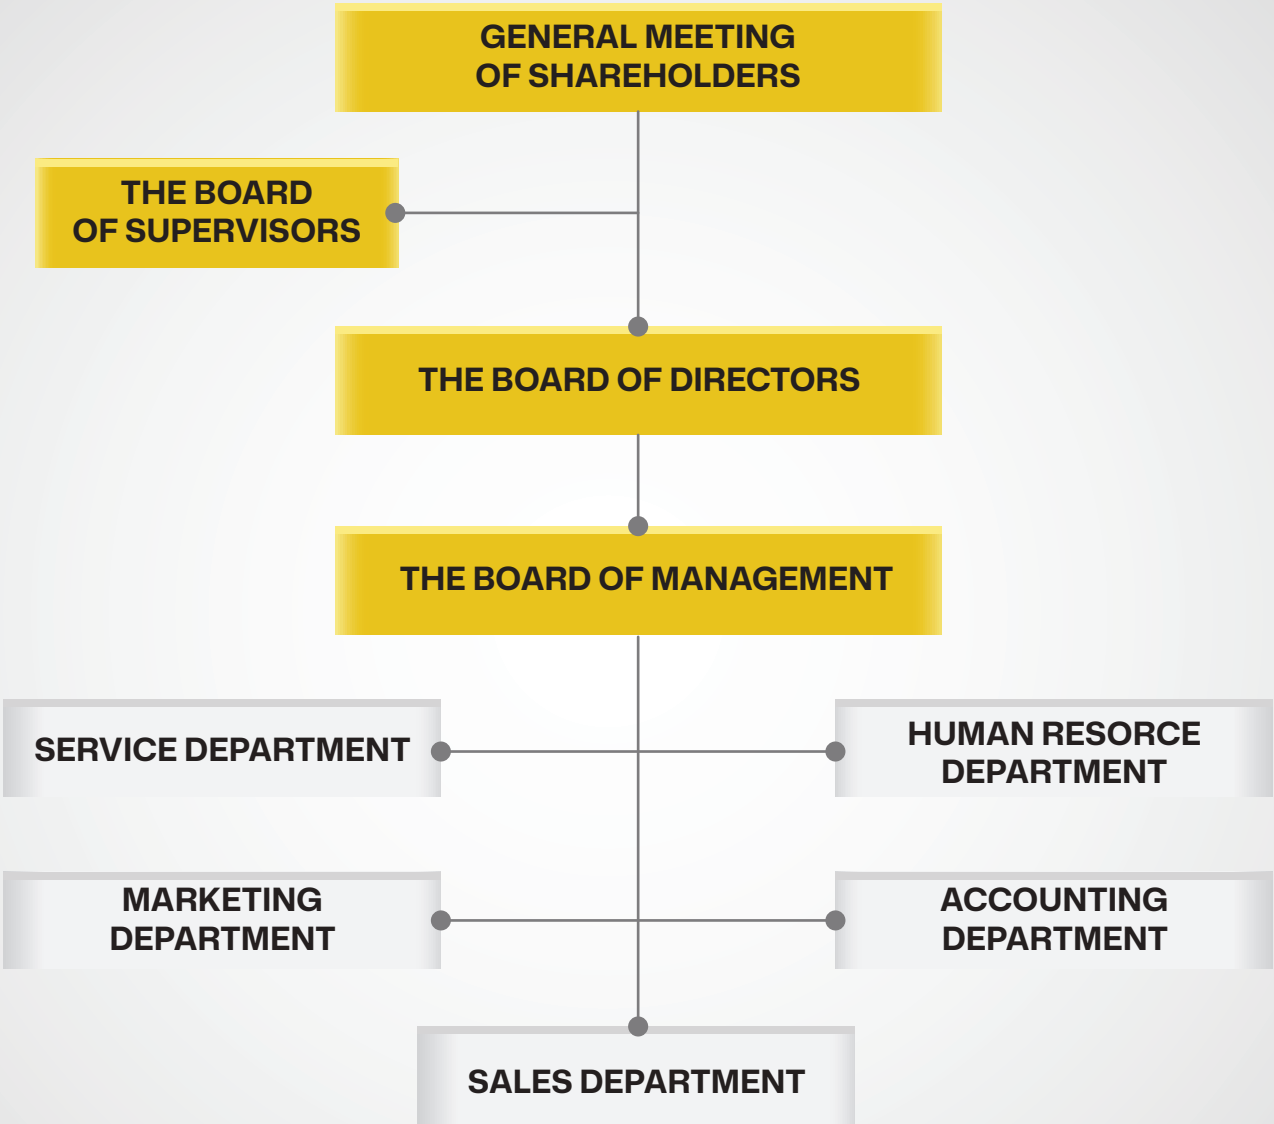 GENERAL MEETING
OF SHAREHOLDERS
THE BOARD
OF SUPERVISORS
THE BOARD OF DIRECTORS
THE BOARD OF MANAGEMENT
SERVICE DEPARTMENT
HUMAN RESORCE
DEPARTMENT
MARKETING
DEPARTMENT
ACCOUNTING
DEPARTMENT
SALES DEPARTMENT